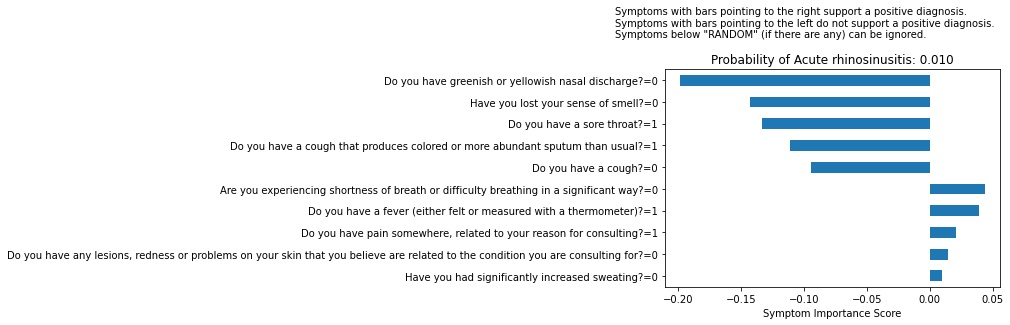 Symptoms with bars pointing to the right support a positive diagnosis.
Symptoms with bars pointing to the left do not support a positive diagnosis.
Symptoms below "RANDOM" (if there are any) can be ignored.
Probability of Acute rhinosinusitis: 0.010
Do you have greenish or yellowish nasal discharge?=0
Have you lost your sense of smell?=0
Do you have a sore throat?=1
Do you have a cough that produces colored or more abundant sputum than usual?=1
Do you have a cough?=0
Are you experiencing shortness of breath or difficulty breathing in a significant way?=0
Do you have a fever (either felt or measured with a thermometer)?=1
Do you have pain somewhere, related to your reason for consulting?=1
Do you have any lesions, redness or problems on your skin that you believe are related to the condition you are consulting for?=0
Have you had significantly increased sweating?=0
−0.20 −0.15 −0.10 −0.05 0.00 0.05
Symptom Importance Score